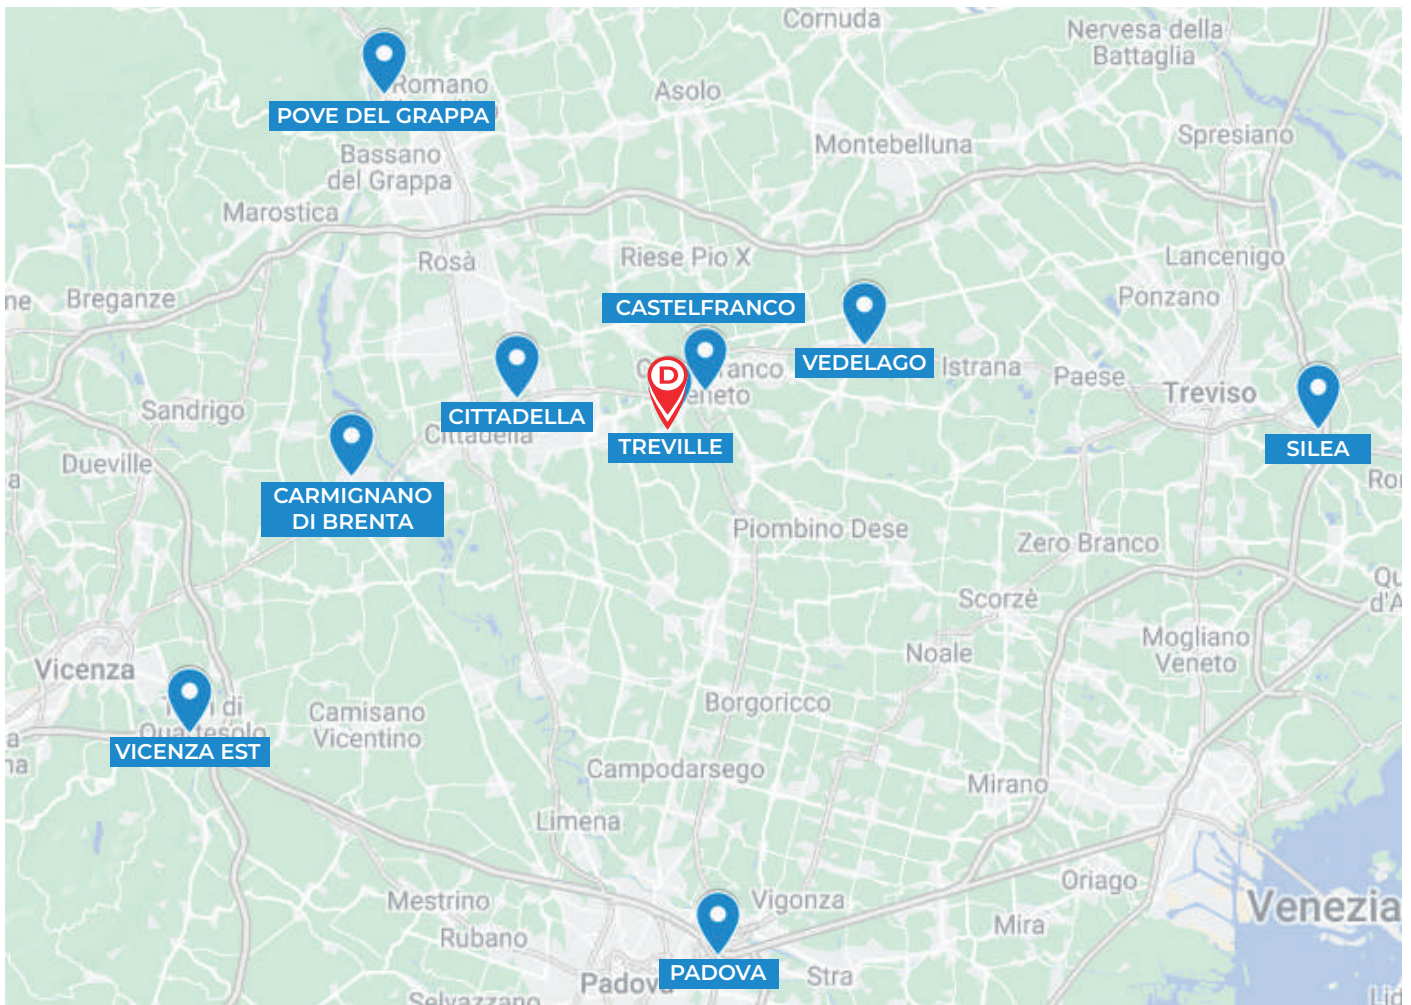 Cornuda
Nervesa della
Battaglia
Romano
Asolo
POVE DEL GRAPPA
Spresiano
Montebelluna
Bassano
del Grappa
Marostica
Riese Pio X
Lancenigo
Rosà
Breganze
Ponzano
CASTELFRANCO
VEDELAGO
Istrana
Paese
D
Treviso
Sandrigo
CITTADELLA
Cittadella
TREVILLE
SILEA
Dueville
CARMIGNANO
DI BRENTA
Piombino Dese
Zero Branco
Scorzè
Mogliano
Veneto
Noale
Vicenza
Borgoricco
Camisano
Vicentino
Quartesolo
VICENZA EST
Campodarsego
Mirano
Limena
Oriago
Mestrino
Vigonza
Venezia
Mira
Rubano
PADOVA
Stra
Padova
Selvazzano